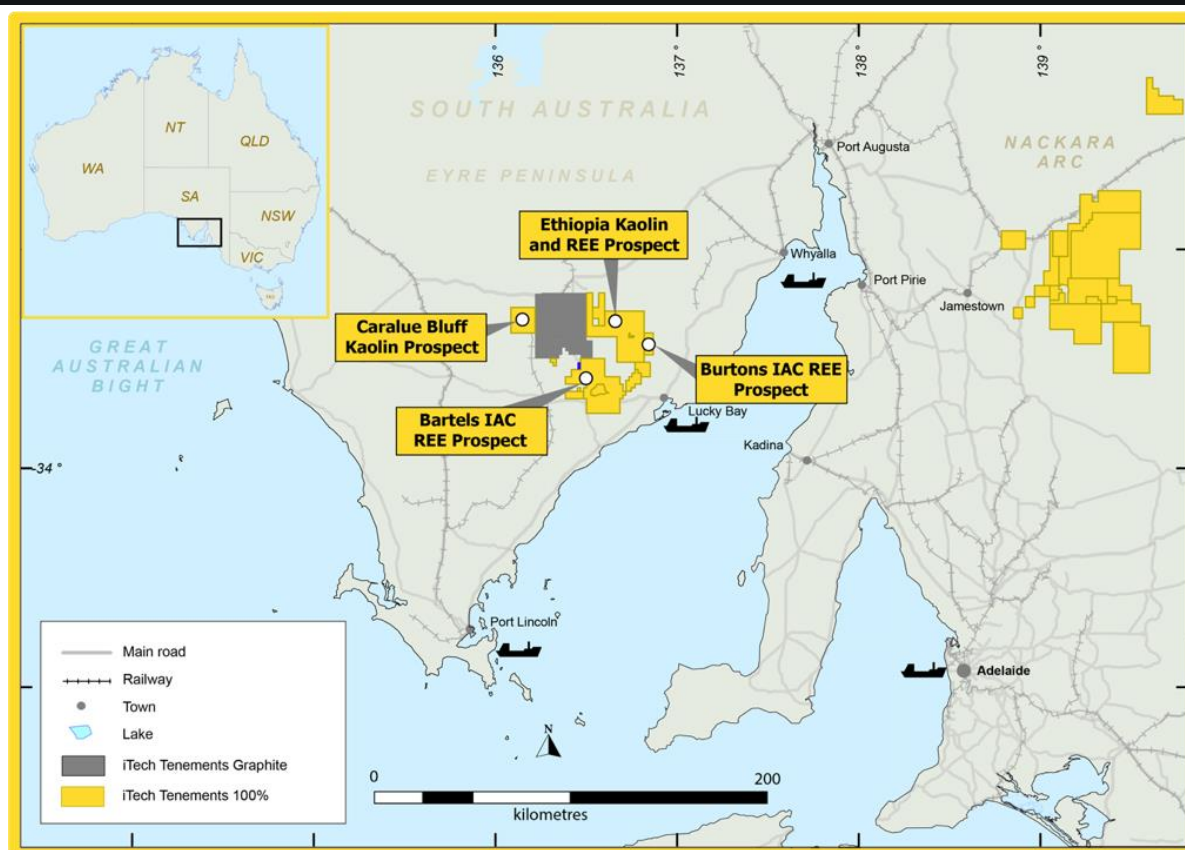 136 °
137 °
138 °
139 °
SOUTH AUSTRALIA
NACKARA
ARC
EYRE PENINSULA
Port Augusta
WA
NT
QLD
SA
NSW
VIC
Ethiopia Kaolin
and REE Prospect
Whyalla
Port Pirie
Jamestown
Caralue Bluff
Kaolin Prospect
GREAT
AUSTRALIAN
BIGHT
Burtons IAC REE
Prospect
Bartels IAC
REE Prospect
Lucky Bay
Kadina
-34 °
Port Lincoln
Adelaide
Main road
Railway
Town
Lake
iTech Tenements Graphite
iTech Tenements 100%
N
0
200
kilometres